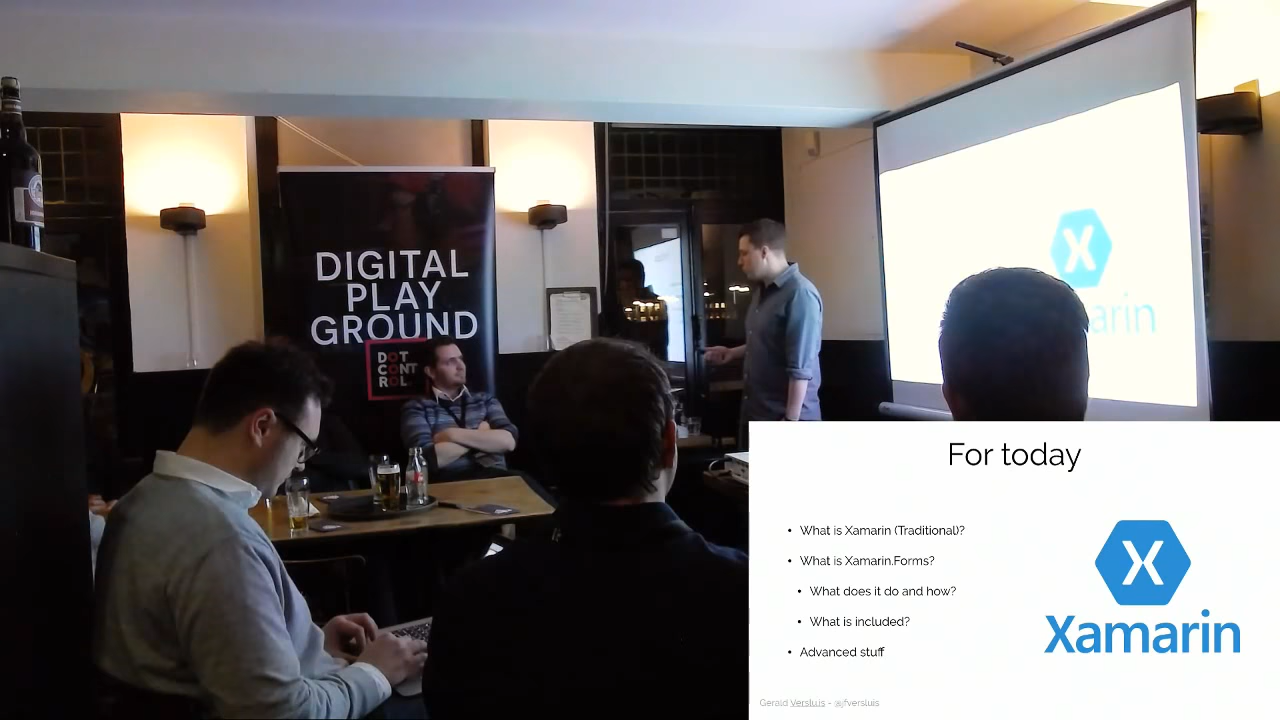 DIGITAL
PLAY
GROUND
DOT
CONT
ROL
X
arin
For today
• What is Xamarin (Traditional)?
• What is Xamarin.Forms?
• What does it do and how?
• What is included?
• Advanced stuff
X
Xamarin
Gerald Versluis - @jfversluis